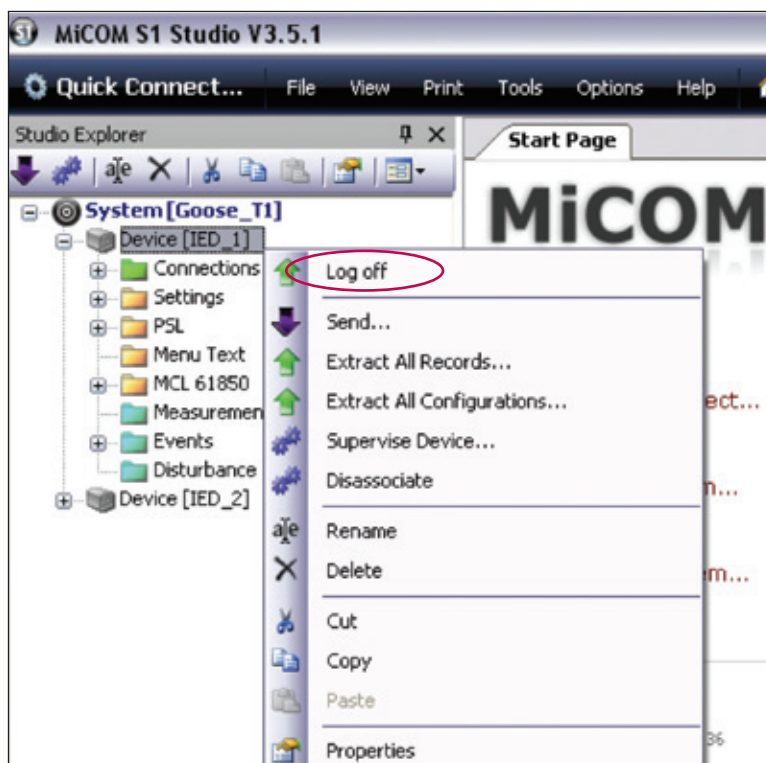 S1 MiCOM S1 Studio V3.5.1
Quick Connect... File View Print Tools Options Help
Studio Explorer
Start Page
MiCOM
System [Goose_T1]
Device [IED_1]
Connections
Settings
PSL
Menu Text
MCL 61850
Measuremen
Events
Disturbance
Device [IED_2]
Log off
Send...
Extract All Records...
Extract All Configurations...
Supervise Device...
Disassociate
Rename
Delete
Cut
Copy
Paste
Properties
ect...
n...
m...
36